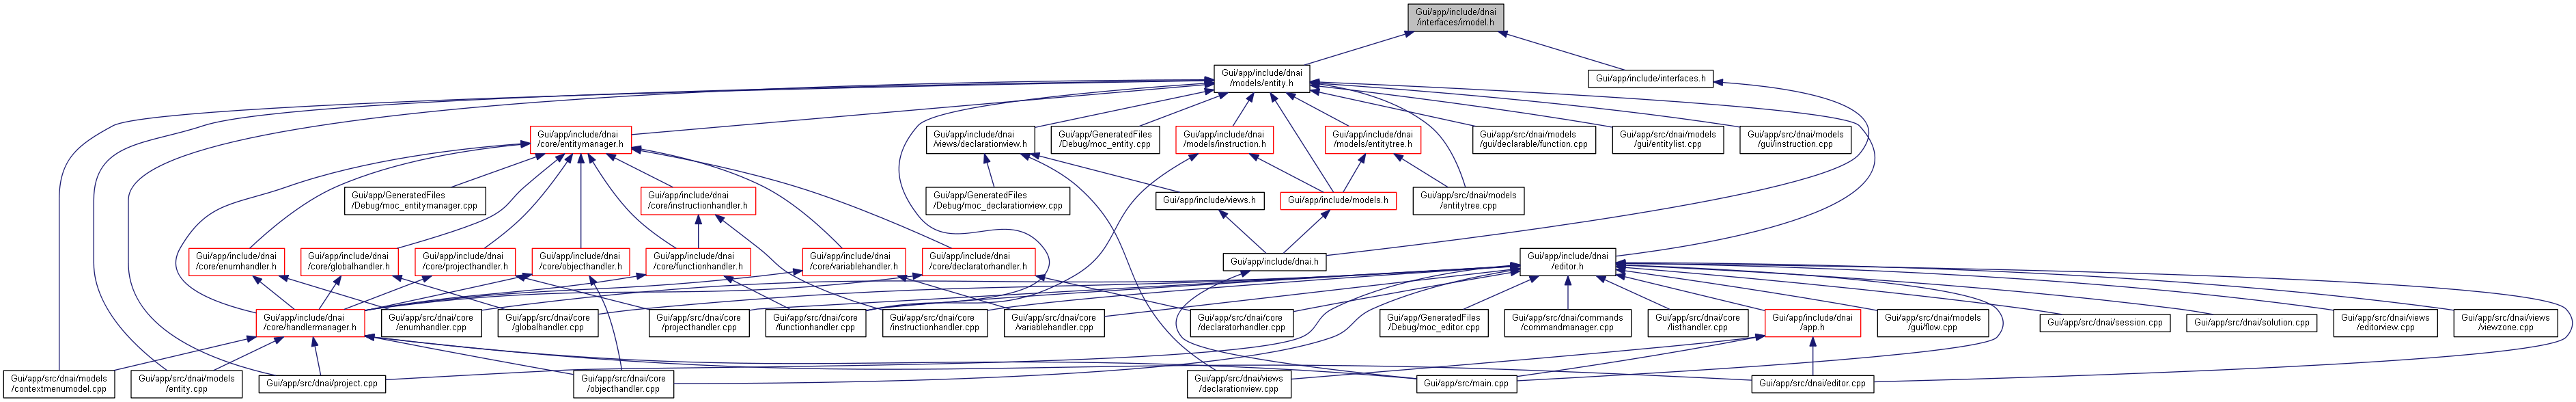 Gui/app/include/dnai
/interfaces/imodel.h
Gui/app/include/dnai
/models/entity.h
Gui/app/include/interfaces.h
Gui/app/include/dnai
/core/entitymanager.h
Gui/app/include/dnai
/views/declarationview.h
Gui/app/GeneratedFiles
/Debug/moc_entity.cpp
Gui/app/include/dnai
/models/instruction.h
Gui/app/include/dnai
/models/entitytree.h
Gui/app/src/dnai/models
/gui/declarable/function.cpp
Gui/app/src/dnai/models
/gui/entitylist.cpp
Gui/app/src/dnai/models
/gui/instruction.cpp
Gui/app/GeneratedFiles
/Debug/moc_entitymanager.cpp
Gui/app/include/dnai
/core/instructionhandler.h
Gui/app/GeneratedFiles
/Debug/moc_declarationview.cpp
Gui/app/include/views.h
Gui/app/include/models.h
Gui/app/src/dnai/models
/entitytree.cpp
Gui/app/include/dnai
/core/enumhandler.h
Gui/app/include/dnai
/core/globalhandler.h
Gui/app/include/dnai
/core/projecthandler.h
Gui/app/include/dnai
/core/objecthandler.h
Gui/app/include/dnai
/core/functionhandler.h
Gui/app/include/dnai
/core/variablehandler.h
Gui/app/include/dnai
/core/declaratorhandler.h
Gui/app/include/dnai.h
Gui/app/include/dnai
/editor.h
Gui/app/include/dnai
/core/handlermanager.h
Gui/app/src/dnai/core
/enumhandler.cpp
Gui/app/src/dnai/core
/globalhandler.cpp
Gui/app/src/dnai/core
/projecthandler.cpp
Gui/app/src/dnai/core
/functionhandler.cpp
Gui/app/src/dnai/core
/instructionhandler.cpp
Gui/app/src/dnai/core
/variablehandler.cpp
Gui/app/src/dnai/core
/declaratorhandler.cpp
Gui/app/GeneratedFiles
/Debug/moc_editor.cpp
Gui/app/src/dnai/commands
/commandmanager.cpp
Gui/app/src/dnai/core
/listhandler.cpp
Gui/app/include/dnai
/app.h
Gui/app/src/dnai/models
/gui/flow.cpp
Gui/app/src/dnai/session.cpp
Gui/app/src/dnai/solution.cpp
Gui/app/src/dnai/views
/editorview.cpp
Gui/app/src/dnai/views
/viewzone.cpp
Gui/app/src/dnai/models
/contextmenumodel.cpp
Gui/app/src/dnai/models
/entity.cpp
Gui/app/src/dnai/project.cpp
Gui/app/src/dnai/core
/objecthandler.cpp
Gui/app/src/dnai/views
/declarationview.cpp
Gui/app/src/main.cpp
Gui/app/src/dnai/editor.cpp